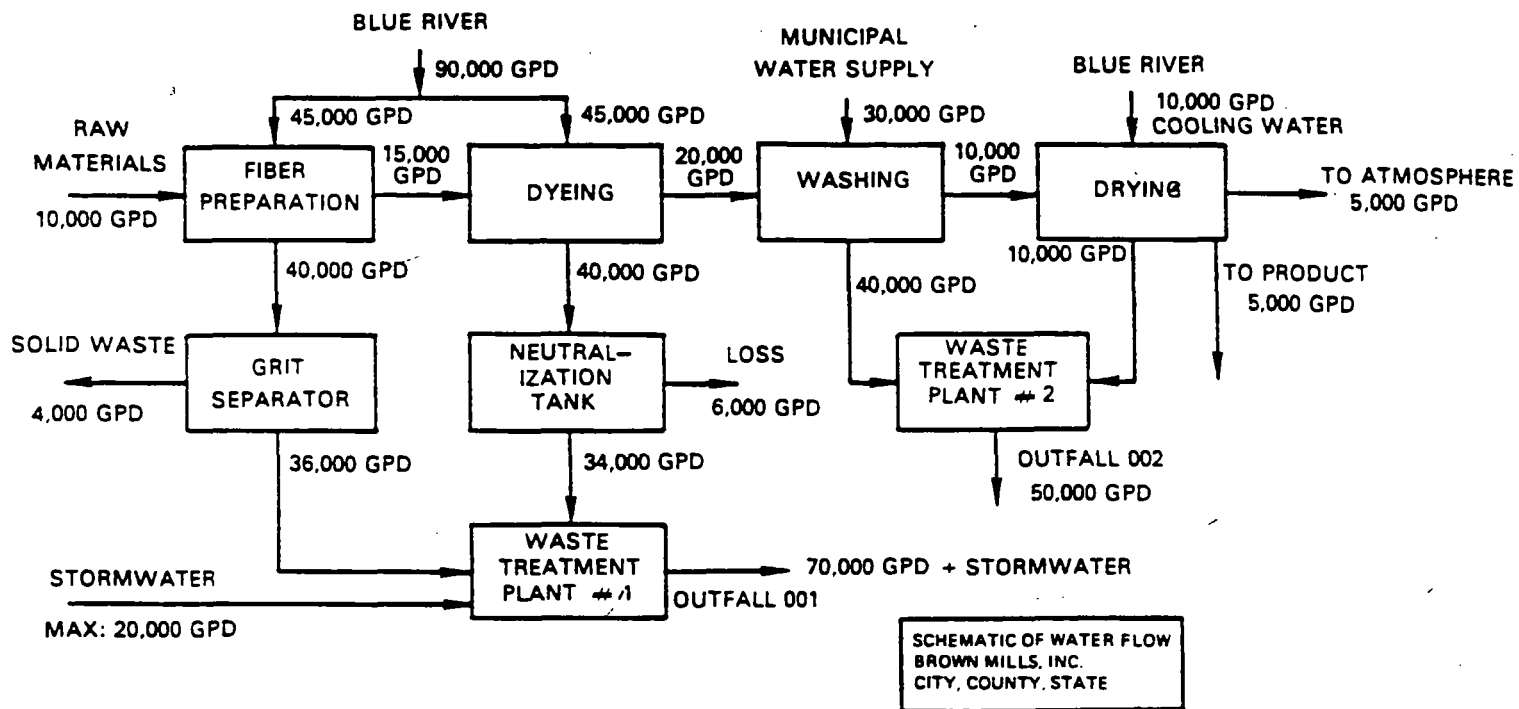 BLUE RIVER
90,000 GPD
MUNICIPAL
WATER SUPPLY
30,000 GPD
BLUE RIVER
10,000 GPD
COOLING WATER
45,000 GPD
45,000 GPD
RAW
MATERIALS
10,000 GPD
FIBER
PREPARATION
15,000
GPD
DYEING
20,000
GPD
WASHING
10,000
GPD
DRYING
TO ATMOSPHERE
5,000 GPD
40,000 GPD
40,000 GPD
40,000 GPD
10,000 GPD
TO PRODUCT
5,000 GPD
SOLID WASTE
4,000 GPD
GRIT
SEPARATOR
NEUTRAL-
IZATION
TANK
LOSS
6,000 GPD
WASTE
TREATMENT
PLANT # 2
36,000 GPD
34,000 GPD
OUTFALL 002
50,000 GPD
STORMWATER
MAX: 20,000 GPD
WASTE
TREATMENT
PLANT # 1
70,000 GPD + STORMWATER
OUTFALL 001
SCHEMATIC OF WATER FLOW
BROWN MILLS, INC.
CITY, COUNTY, STATE